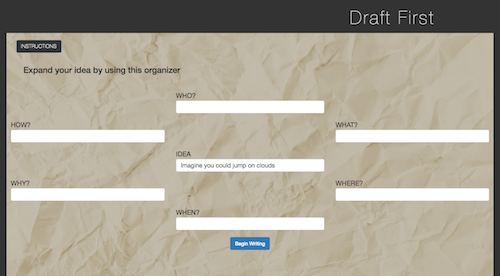 Draft First
INSTRUCTIONS
Expand your idea by using this organizer
WHO?
HOW?
WHAT?
IDEA
Imagine you could jump on clouds
WHY?
WHERE?
WHEN?
Begin Writing